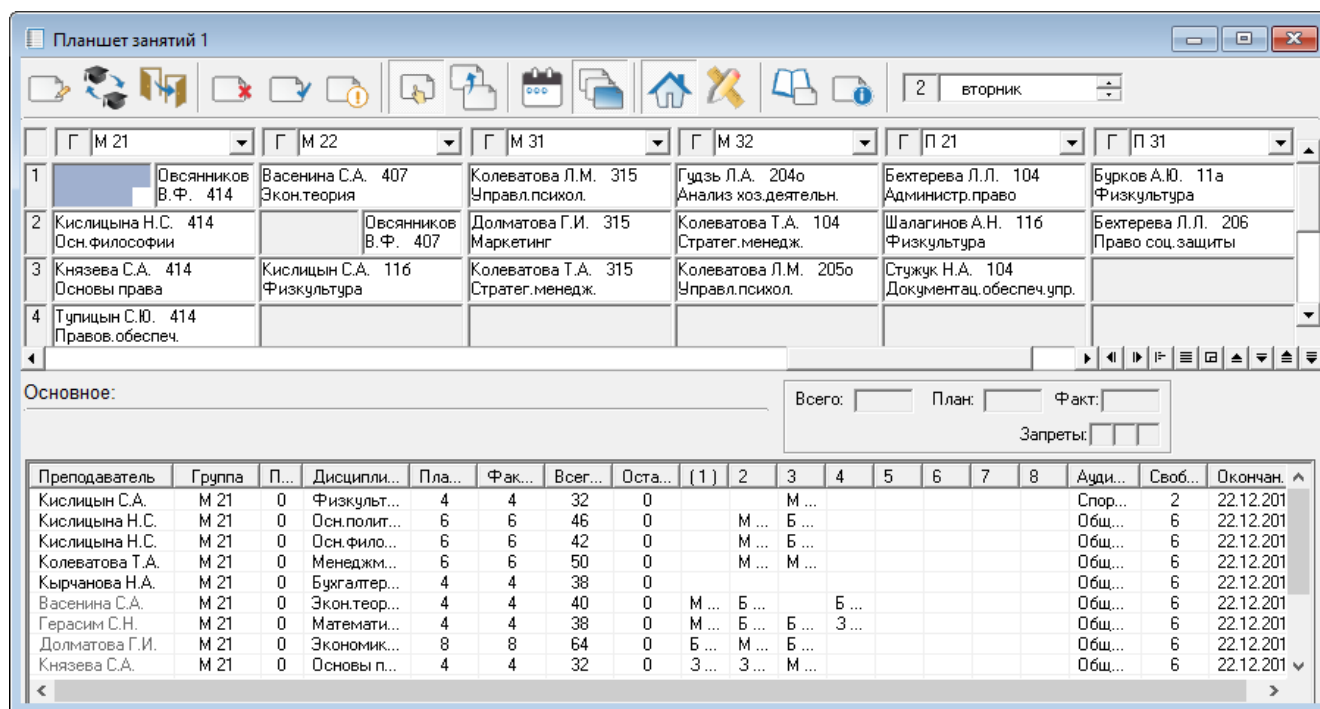 Планшет занятий 1
2 вторник
Г М 21 Г М 22 Г М 31 Г М 32 Г П 21 Г П 31
1 Овсянников Васенина С.А. 407 Колеватова Л.М. 315 Гудзь Л.А. 204о Бехтерева Л.Л. 104 Бурков А.Ю. 11а
В.Ф. 414 Экон.теория Управл.психол. Анализ хоз.деятельн. Администр.право Физкультура
2 Кислицына Н.С. 414 Овсянников Долматова Г.И. 315 Колеватова Т.А. 104 Шалагинов А.Н. 11б Бехтерева Л.Л. 206
Осн.философии В.Ф. 407 Маркетинг Стратег.менедж. Физкультура Право соц.защиты
3 Князева С.А. 414 Кислицын С.А. 11б Колеватова Т.А. 315 Колеватова Л.М. 205о Стужук Н.А. 104
Основы права Физкультура Стратег.менедж. Управл.психол. Документац.обеспеч.упр.
4 Тупицын С.Ю. 414
Правов.обеспеч.
Основное:
Всего: План: Факт:
Запреты:
Преподаватель Группа П... Дисципли... Пла... Фак... Всег... Оста... (1) 2 3 4 5 6 7 8 Ауди... Своб... Окончан.
Кислицын С.А. М 21 0 Физкульт... 4 4 32 0 М ... Спор... 2 22.12.201
Кислицына Н.С. М 21 0 Осн.полит... 6 6 46 0 М ... Б ... Общ... 6 22.12.201
Кислицына Н.С. М 21 0 Осн.фило... 6 6 42 0 М ... Б ... Общ... 6 22.12.201
Колеватова Т.А. М 21 0 Менеджм... 6 6 50 0 М ... М ... Общ... 6 22.12.201
Кырчанова Н.А. М 21 0 Бухгалтер... 4 4 38 0 Общ... 6 22.12.201
Васенина С.А. М 21 0 Экон.теор... 4 4 40 0 М ... Б ... Б ... Общ... 6 22.12.201
Герасим С.Н. М 21 0 Математи... 4 4 38 0 М ... Б ... Б ... З ... Общ... 6 22.12.201
Долматова Г.И. М 21 0 Экономик... 8 8 64 0 Б ... М ... Б ... Общ... 6 22.12.201
Князева С.А. М 21 0 Основы п... 4 4 32 0 З ... З ... М ... Общ... 6 22.12.201